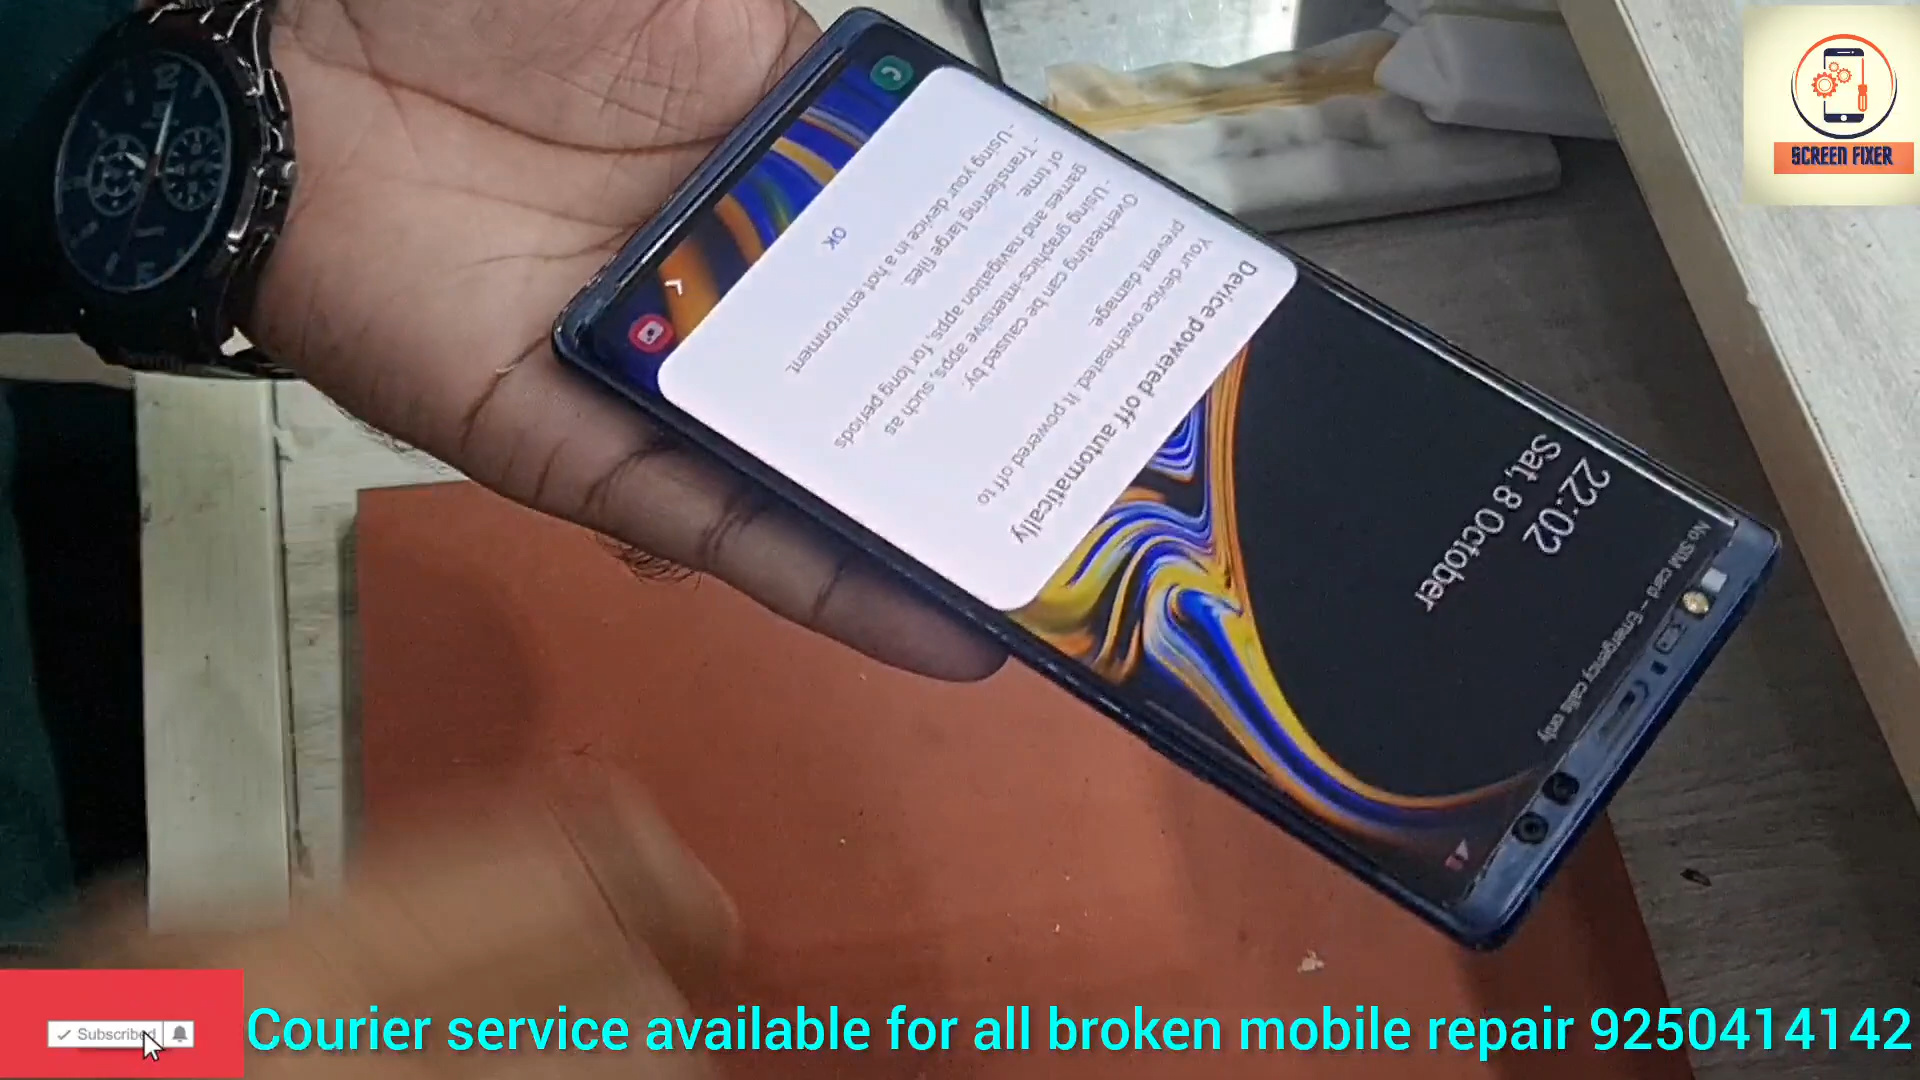 SCREEN FIXER
No SIM card – Emergency calls only
22:02
Sat, 8 October
Device powered off automatically
Your device overheated. It powered off to
prevent damage.
Overheating can be caused by:
- Using graphics-intensive apps, such as
games and navigation apps, for long periods
of time.
- Transferring large files.
- Using your device in a hot environment.
OK
Subscribed
Courier service available for all broken mobile repair 9250414142